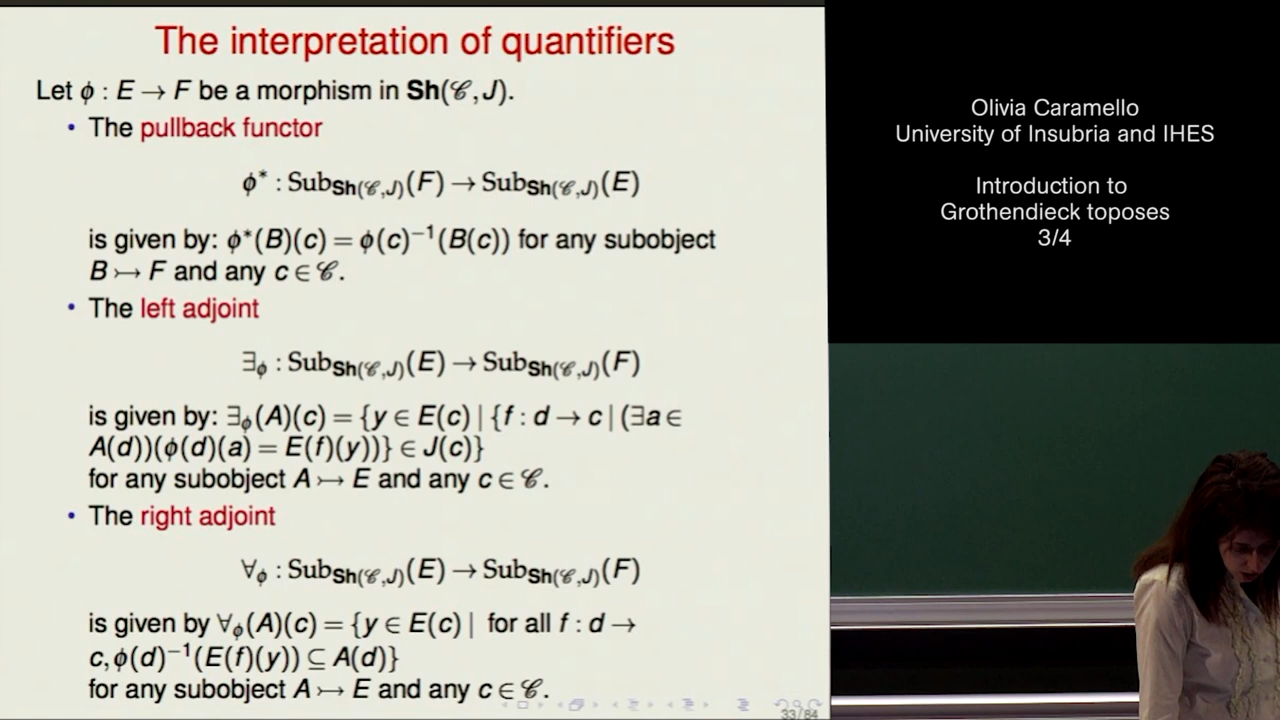 The interpretation of quantifiers
Let ϕ : E → F be a morphism in Sh(𝒞, J).
• The pullback functor
ϕ* : Sub_Sh(𝒞,J)(F) → Sub_Sh(𝒞,J)(E)
is given by: ϕ*(B)(c) = ϕ(c)⁻¹(B(c)) for any subobject
B ↣ F and any c ∈ 𝒞.
• The left adjoint
∃_ϕ : Sub_Sh(𝒞,J)(E) → Sub_Sh(𝒞,J)(F)
is given by: ∃_ϕ(A)(c) = {y ∈ E(c) | {f : d → c | (∃a ∈
A(d))(ϕ(d)(a) = E(f)(y))} ∈ J(c)}
for any subobject A ↣ E and any c ∈ 𝒞.
• The right adjoint
∀_ϕ : Sub_Sh(𝒞,J)(E) → Sub_Sh(𝒞,J)(F)
is given by ∀_ϕ(A)(c) = {y ∈ E(c) | for all f : d →
c, ϕ(d)⁻¹(E(f)(y)) ⊆ A(d)}
for any subobject A ↣ E and any c ∈ 𝒞.
33/84
Olivia Caramello
University of Insubria and IHES
Introduction to
Grothendieck toposes
3/4